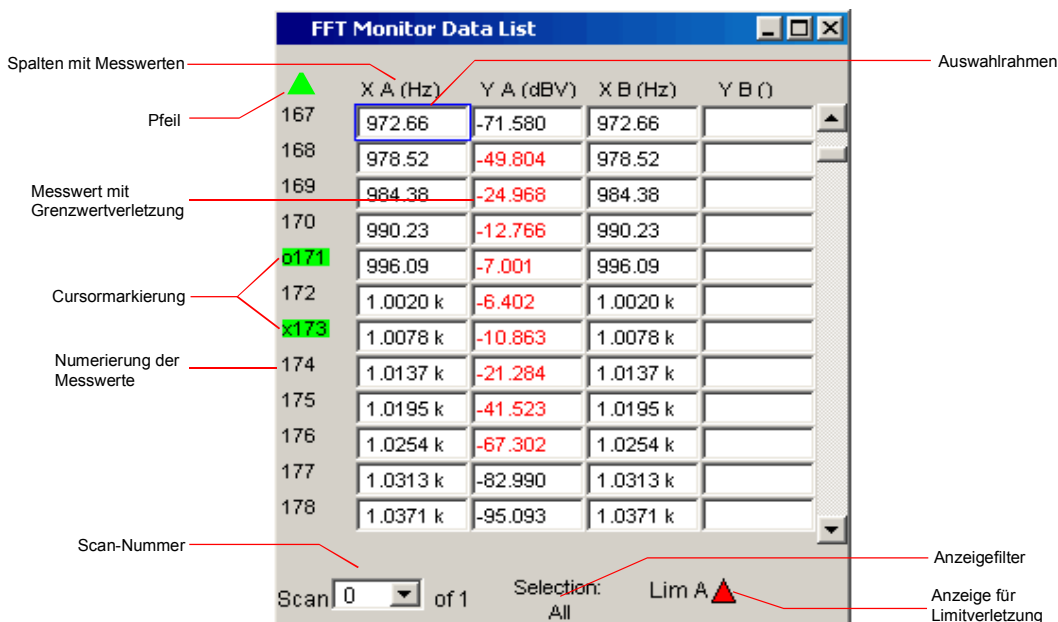 FFT Monitor Data List
Spalten mit Messwerten
Auswahlrahmen
X A (Hz) Y A (dBV) X B (Hz) Y B ()
Pfeil
167 972.66 -71.580 972.66
168 978.52 -49.804 978.52
Messwert mit
Grenzwertverletzung
169 984.38 -24.968 984.38
170 990.23 -12.766 990.23
o171 996.09 -7.001 996.09
Cursormarkierung
172 1.0020 k -6.402 1.0020 k
x173 1.0078 k -10.863 1.0078 k
Numerierung der
Messwerte
174 1.0137 k -21.284 1.0137 k
175 1.0195 k -41.523 1.0195 k
176 1.0254 k -67.302 1.0254 k
177 1.0313 k -82.990 1.0313 k
178 1.0371 k -95.093 1.0371 k
Scan-Nummer
Anzeigefilter
Scan 0 of 1
Selection:
All
Lim A
Anzeige für
Limitverletzung